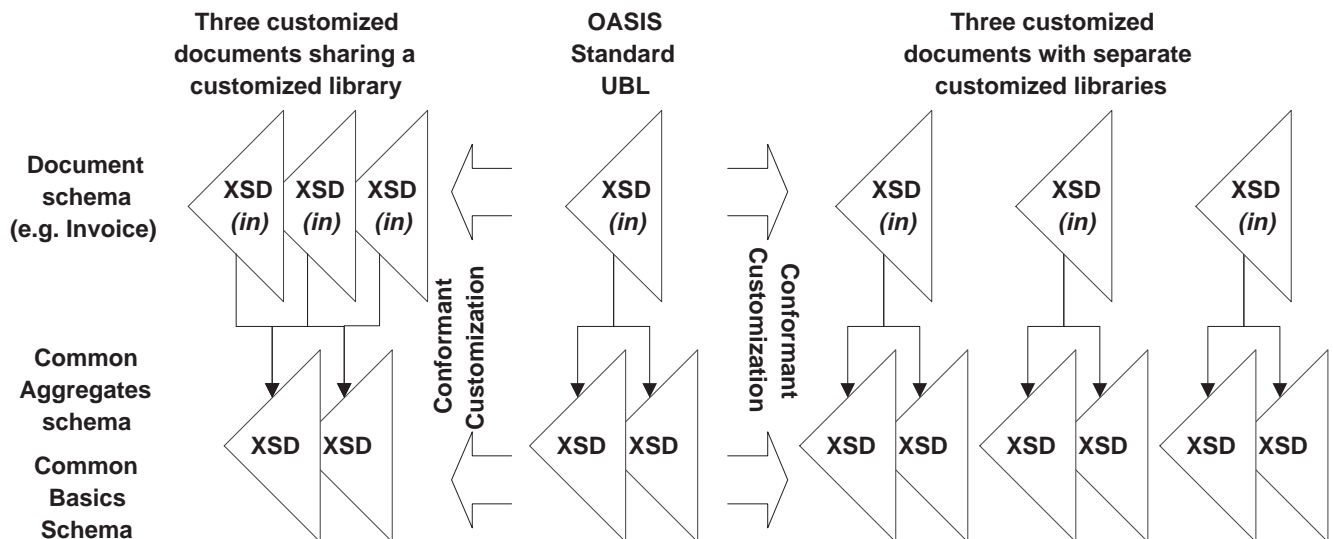 Three customized
documents sharing a
customized library
OASIS
Standard
UBL
Three customized
documents with separate
customized libraries
Document
schema
(e.g. Invoice)
XSD
(in)
XSD
(in)
XSD
(in)
XSD
(in)
XSD
(in)
XSD
(in)
XSD
(in)
Conformant
Customization
Conformant
Customization
Common
Aggregates
schema
Common
Basics
Schema
XSD
XSD
XSD
XSD
XSD
XSD
XSD
XSD
XSD
XSD